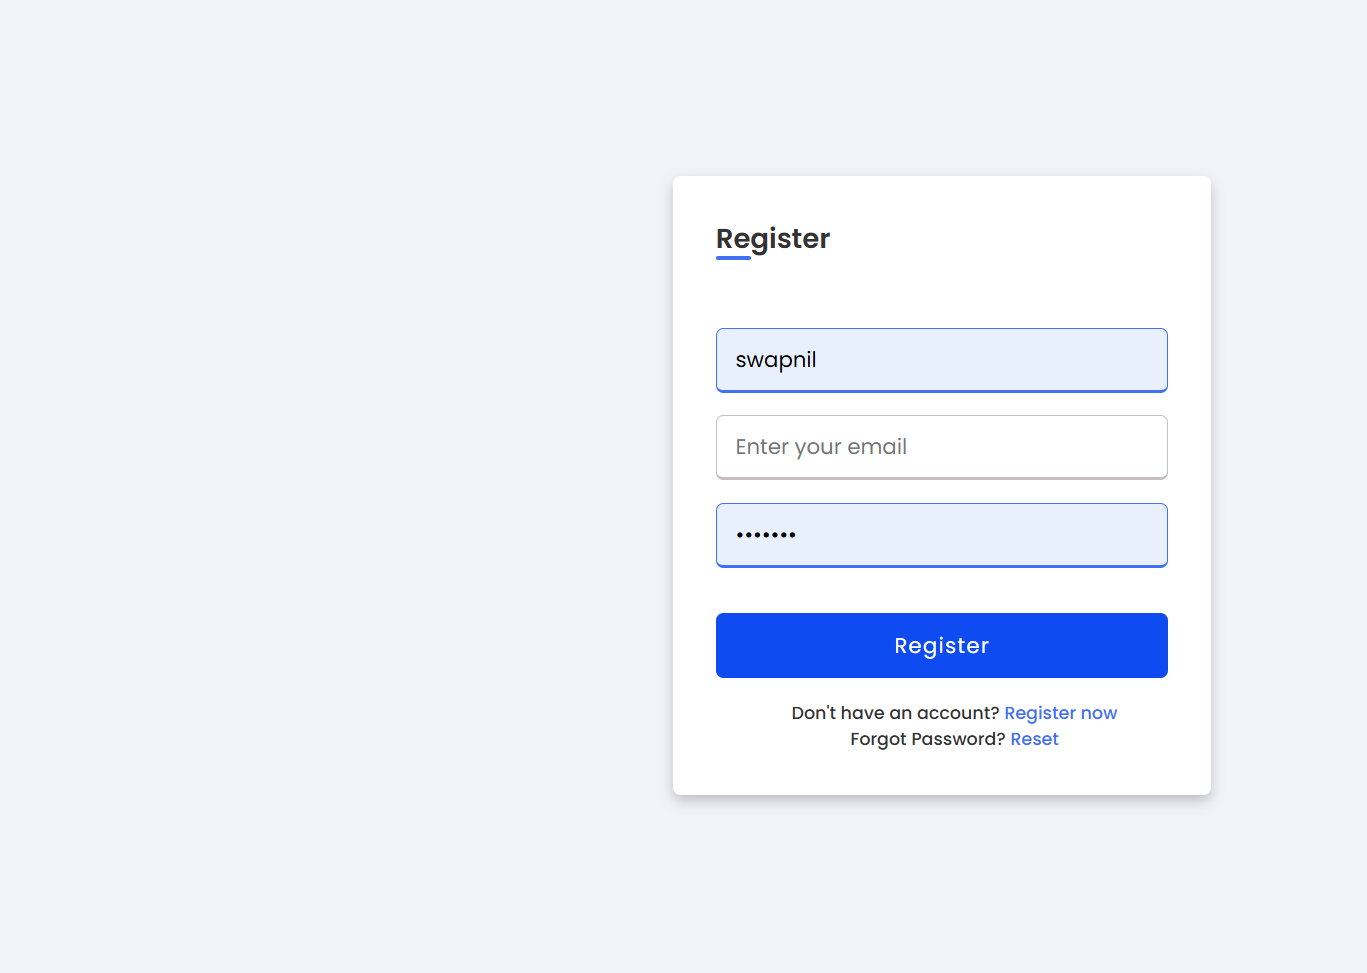 Register
swapnil
Enter your email
•••••••
Register
Don't have an account? Register now
Forgot Password? Reset